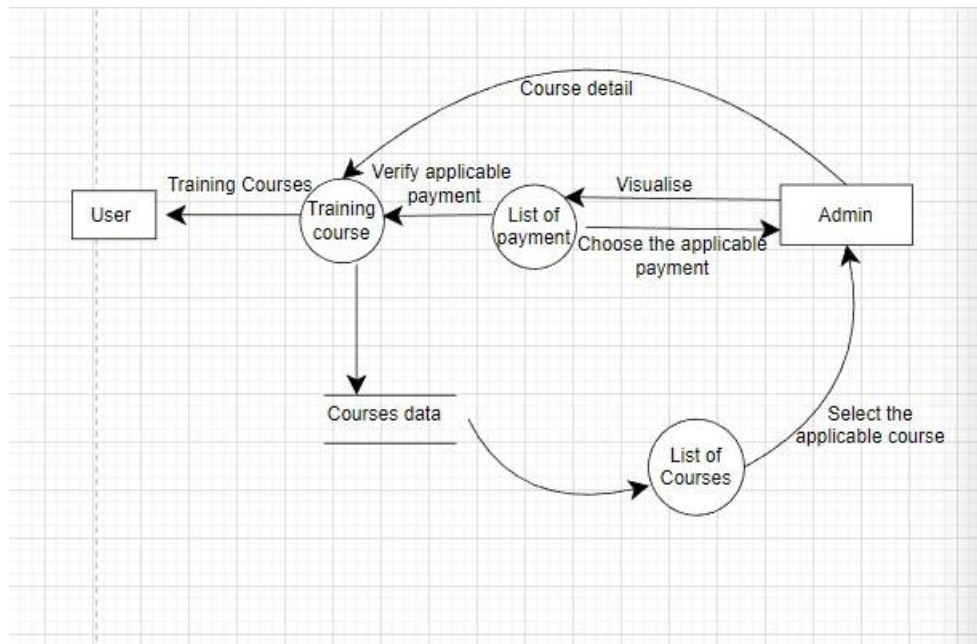 Course detail
Verify applicable
payment
Training Courses
Visualise
User
Training
course
List of
payment
Admin
Choose the applicable
payment
Courses data
Select the
applicable course
List of
Courses